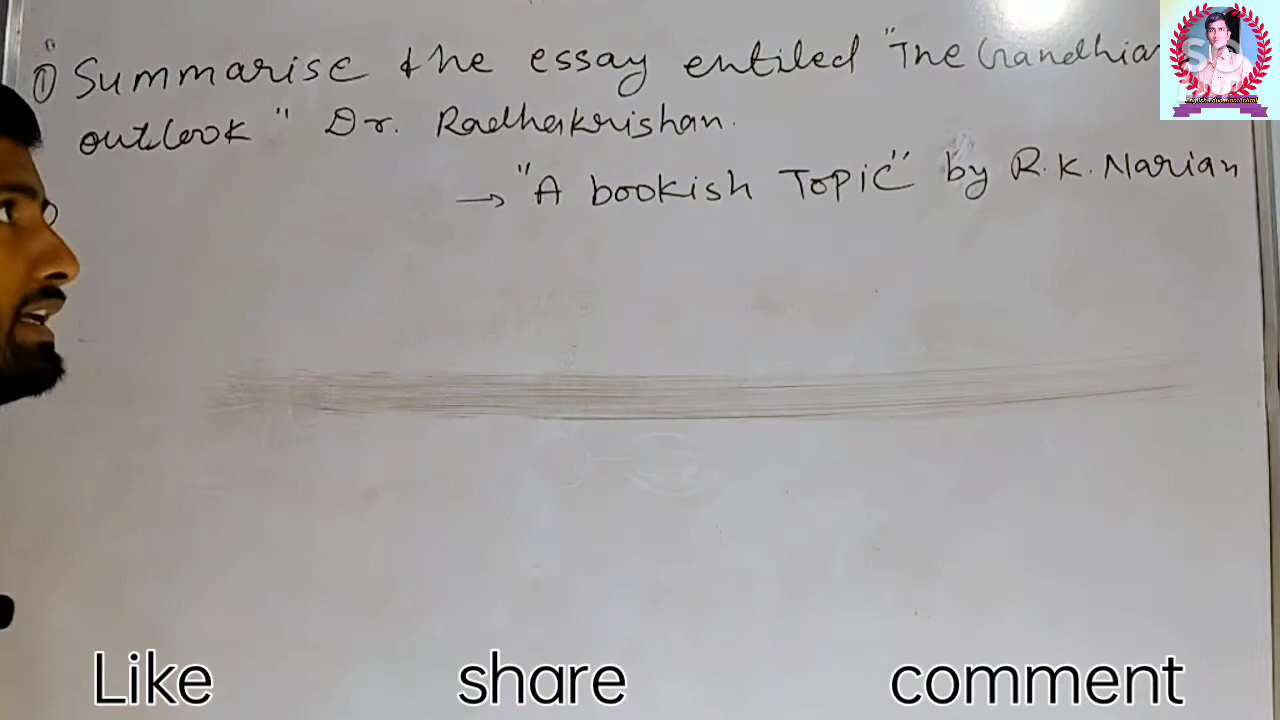 ① Summarise the essay entiled "The Gandhian
outlook" Dr. Radhakrishan.
→ "A bookish Topic" by R.K. Narian
Like share comment